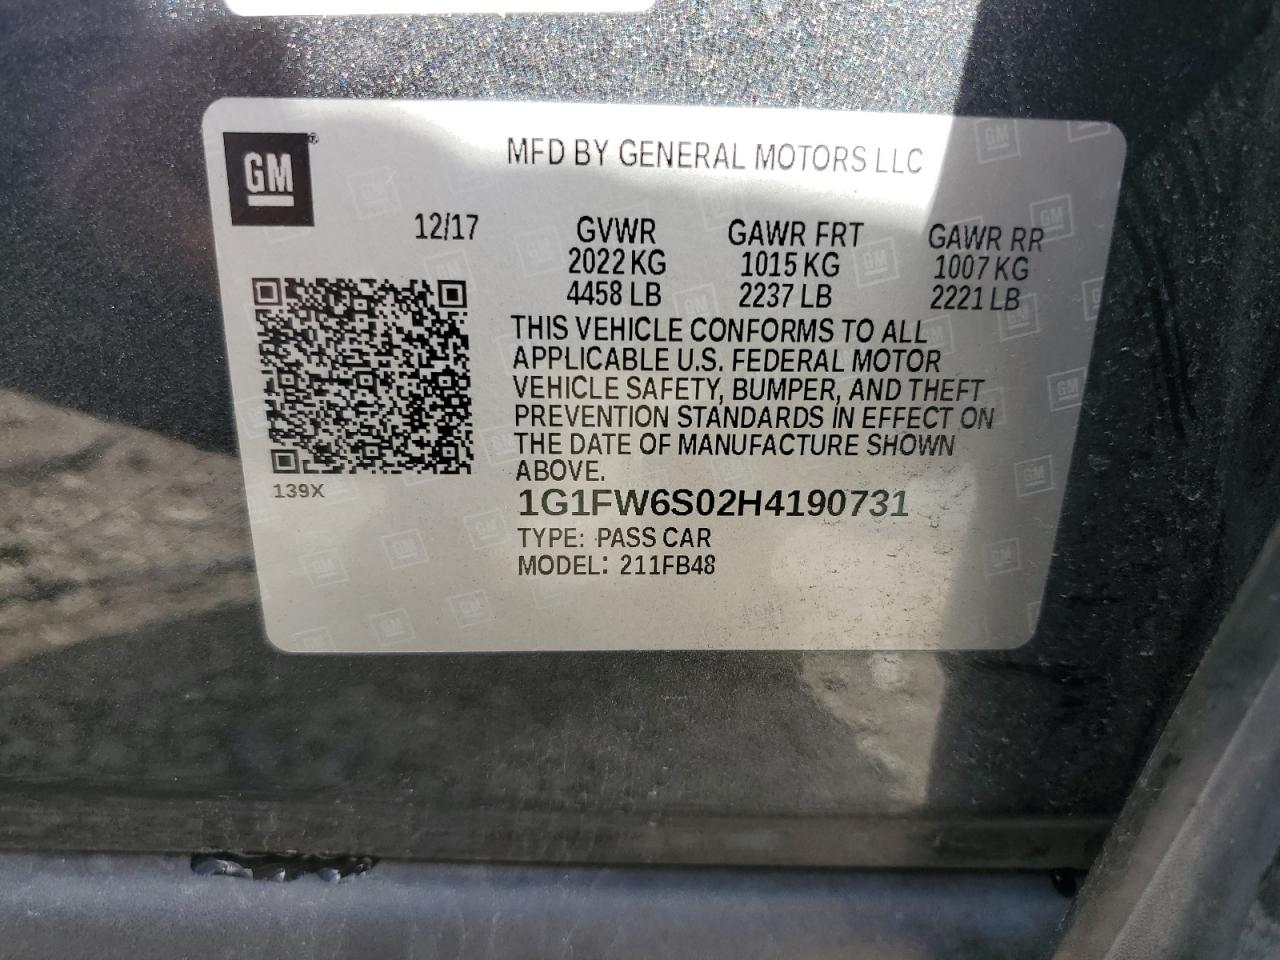 GM
MFD BY GENERAL MOTORS LLC
12/17
GVWR GAWR FRT GAWR RR
2022 KG 1015 KG 1007 KG
4458 LB 2237 LB 2221 LB
THIS VEHICLE CONFORMS TO ALL
APPLICABLE U.S. FEDERAL MOTOR
VEHICLE SAFETY, BUMPER, AND THEFT
PREVENTION STANDARDS IN EFFECT ON
THE DATE OF MANUFACTURE SHOWN
ABOVE.
139X
1G1FW6S02H4190731
TYPE: PASS CAR
MODEL: 211FB48